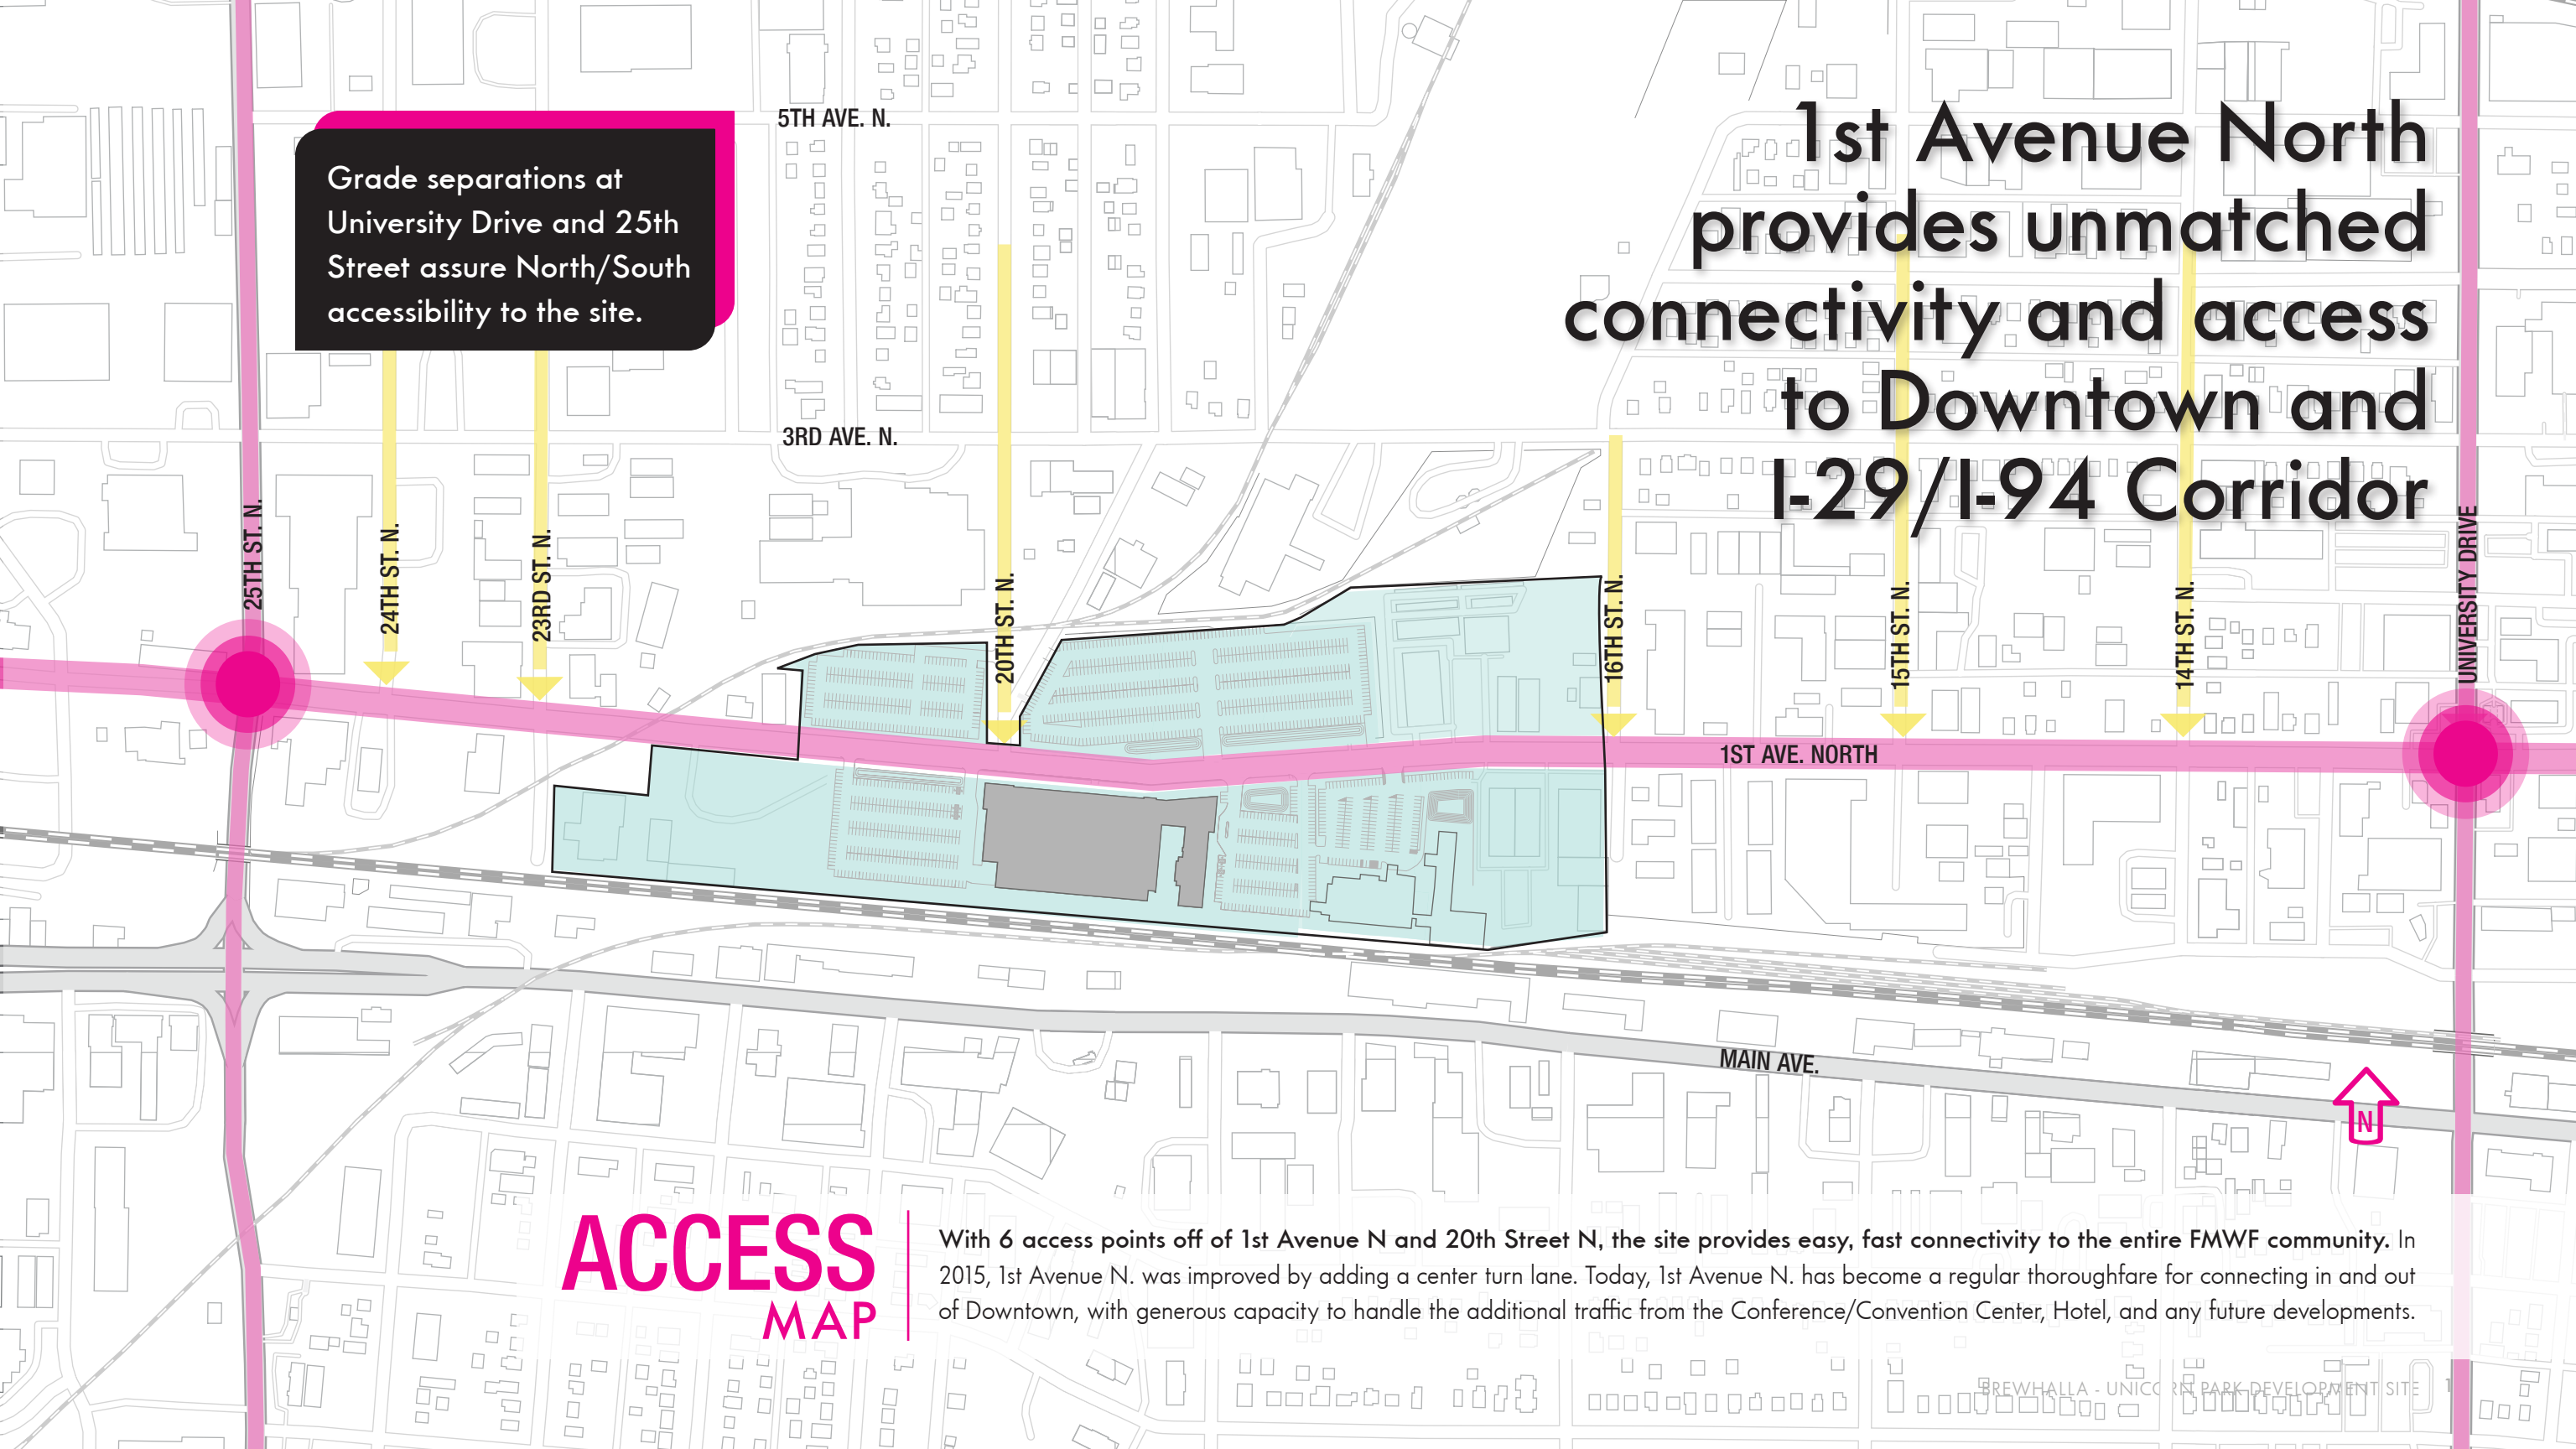 5TH AVE. N.
1st Avenue North
provides unmatched
connectivity and access
to Downtown and
I-29/I-94 Corridor
Grade separations at
University Drive and 25th
Street assure North/South
accessibility to the site.
3RD AVE. N.
25TH ST. N.
24TH ST. N.
23RD ST. N.
20TH ST. N.
16TH ST. N.
15TH ST. N.
14TH ST. N.
UNIVERSITY DRIVE
1ST AVE. NORTH
MAIN AVE.
N
ACCESS
MAP
With 6 access points off of 1st Avenue N and 20th Street N, the site provides easy, fast connectivity to the entire FMWF community. In
2015, 1st Avenue N. was improved by adding a center turn lane. Today, 1st Avenue N. has become a regular thoroughfare for connecting in and out
of Downtown, with generous capacity to handle the additional traffic from the Conference/Convention Center, Hotel, and any future developments.
BREWHALLA - UNICORN PARK DEVELOPMENT SITE